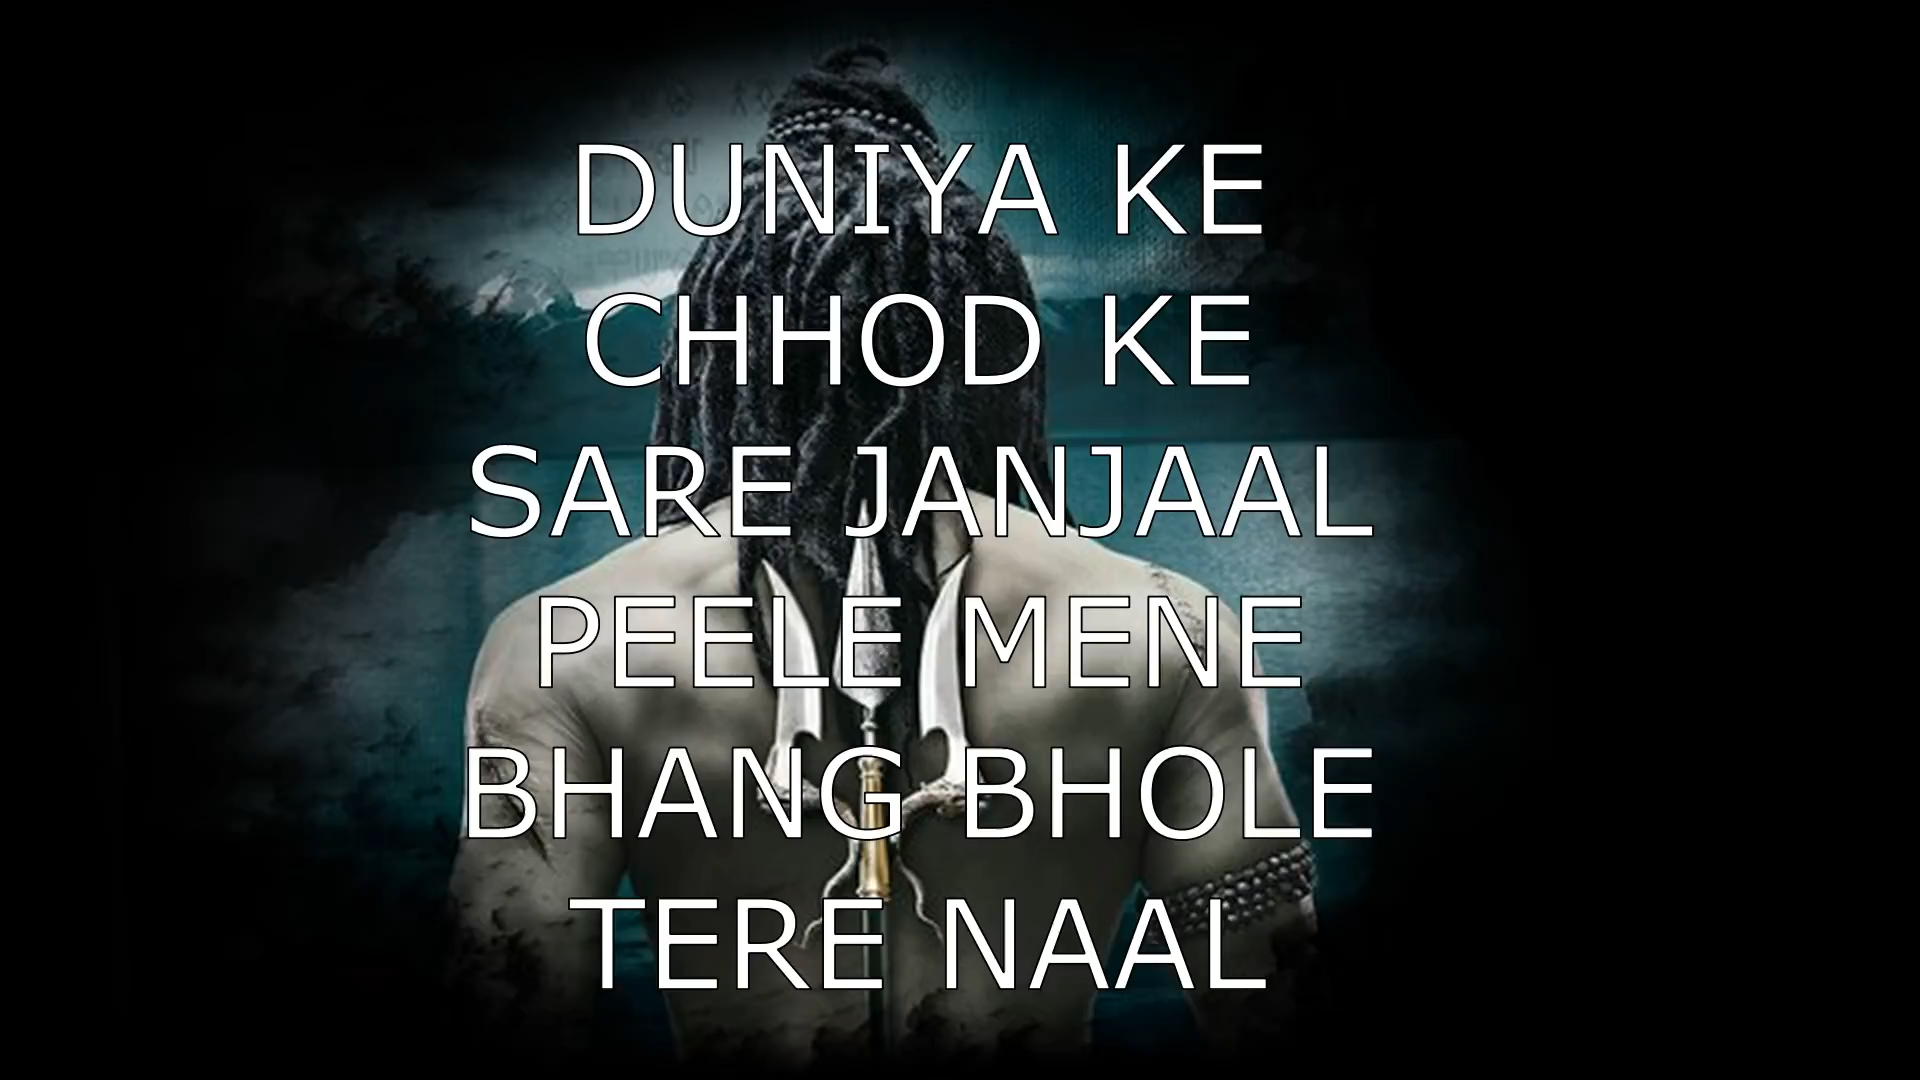 DUNIYA KE
CHHOD KE
SARE JANJAAL
PEELE MENE
BHANG BHOLE
TERE NAAL